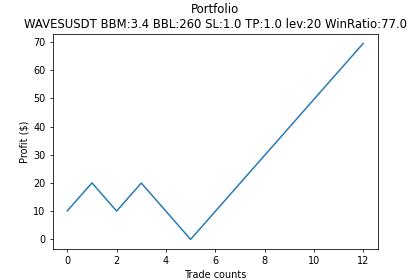 Portfolio
WAVESUSDT BBM:3.4 BBL:260 SL:1.0 TP:1.0 lev:20 WinRatio:77.0
70
60
50
40
30
20
10
0
Profit ($)
0 2 4 6 8 10 12
Trade counts